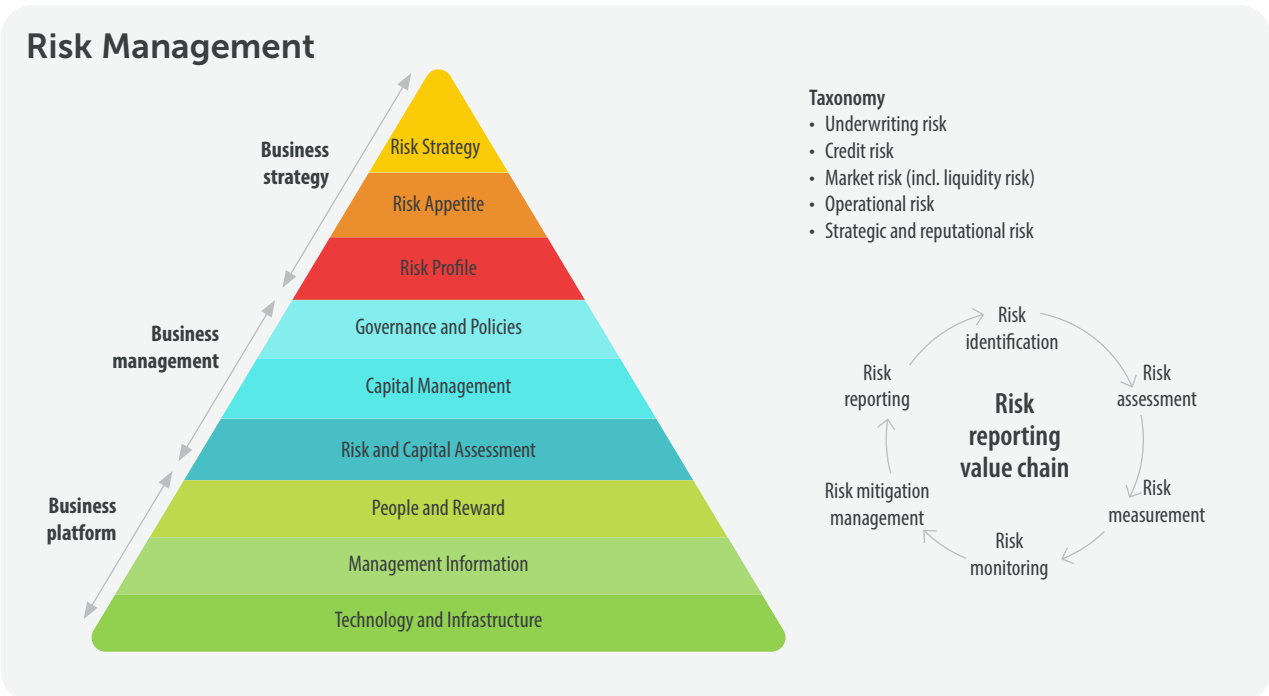 Risk Management
Business
strategy
Risk Strategy
Risk Appetite
Risk Profile
Business
management
Governance and Policies
Capital Management
Risk and Capital Assessment
Business
platform
People and Reward
Management Information
Technology and Infrastructure
Taxonomy
• Underwriting risk
• Credit risk
• Market risk (incl. liquidity risk)
• Operational risk
• Strategic and reputational risk
Risk
reporting
value chain
Risk
identification
Risk
assessment
Risk
measurement
Risk
monitoring
Risk mitigation
management
Risk
reporting